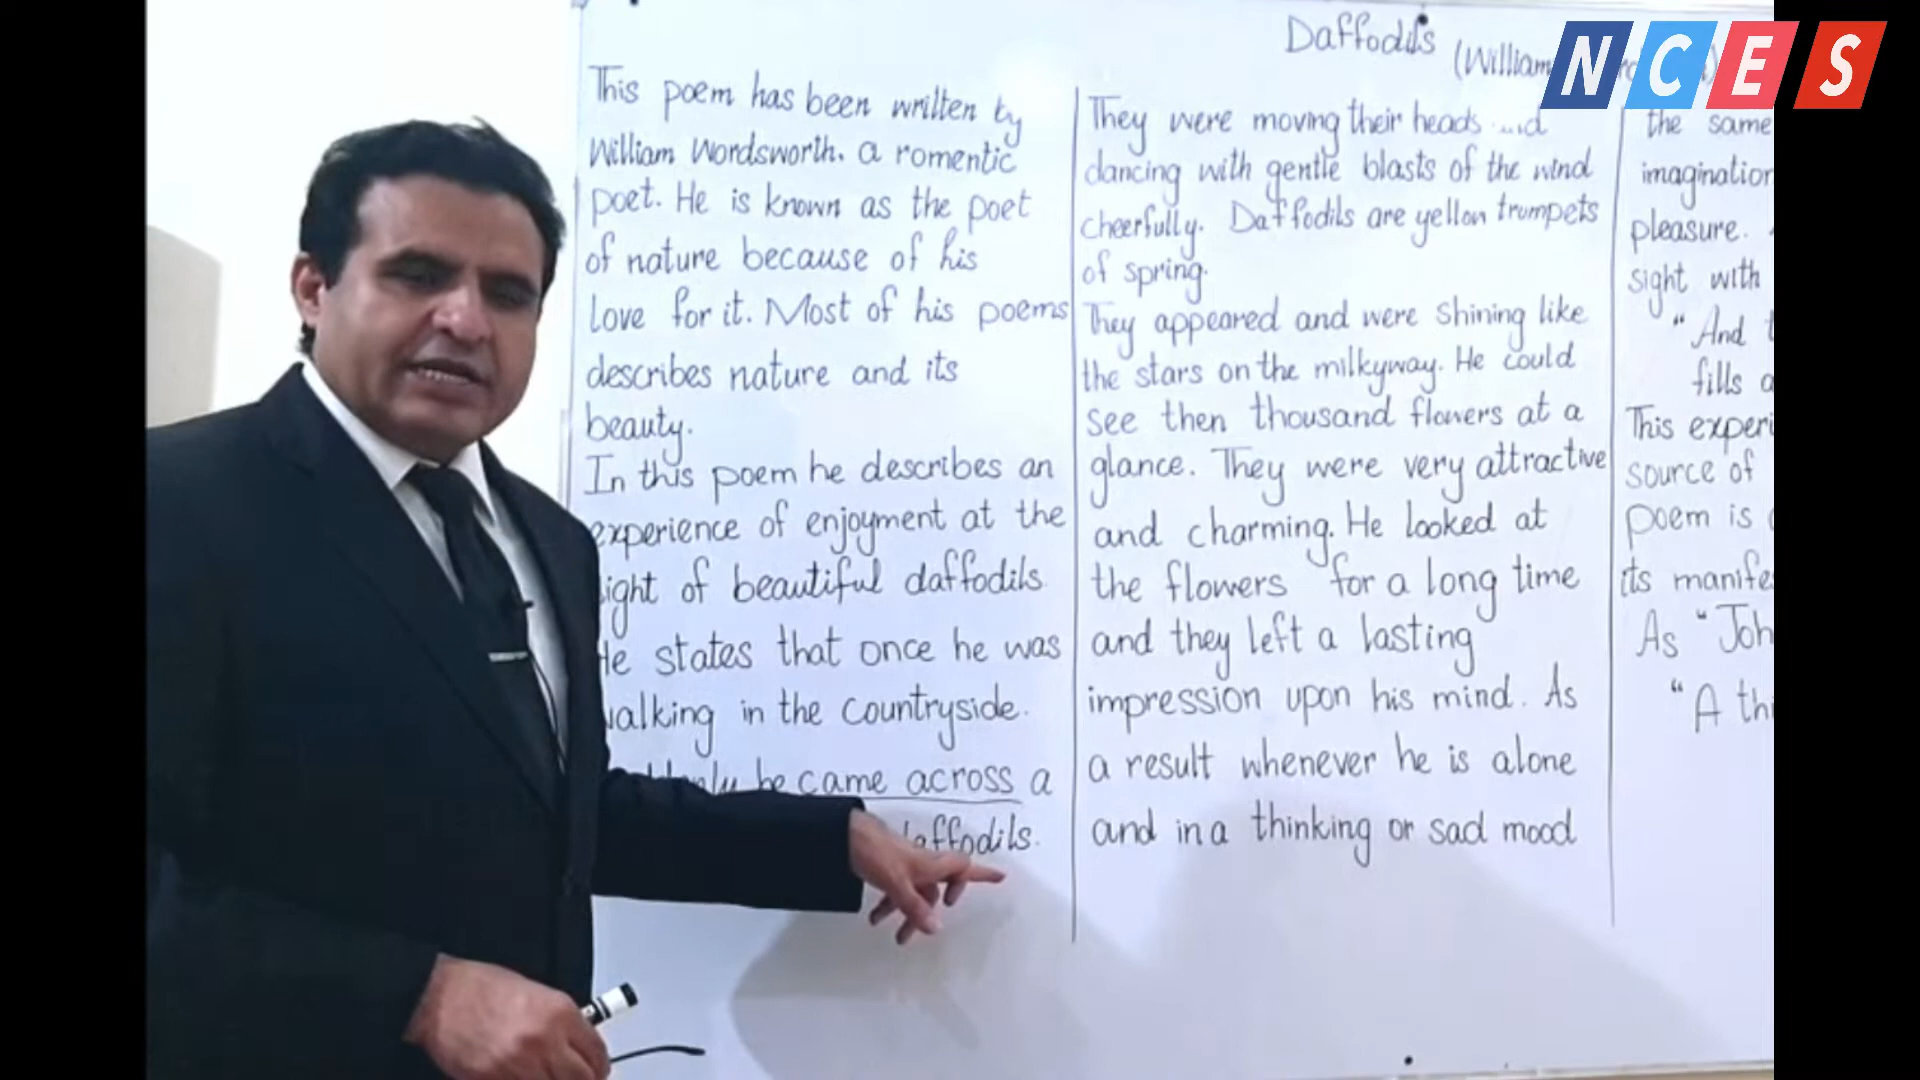 NCES
Daffodils
(William
This poem has been wrilten by
William Wordsworth. a romentic
poet. He is known as the poet
of nature because of his
love for it. Most of his poems
describes nature and its
beauty.
In this poem he describes an
experience of enjoyment at the
sight of beautiful daffodils.
He states that once he was
walking in the countryside.
he came across a
daffodils.
They were moving their heads and
dancing with gentle blasts of the wind
cheerfully. Daffodils are yellow trumpets
of spring.
They appeared and were shining like
the stars on the milkyway. He could
see then thousand flowers at a
glance. They were very attractive
and charming. He looked at
the flowers for a long time
and they left a lasting
impression upon his mind. As
a result whenever he is alone
and in a thinking or sad mood
the same
imagination
pleasure.
sight with
"And
fills
This
source of
poem is
its
As "
"A